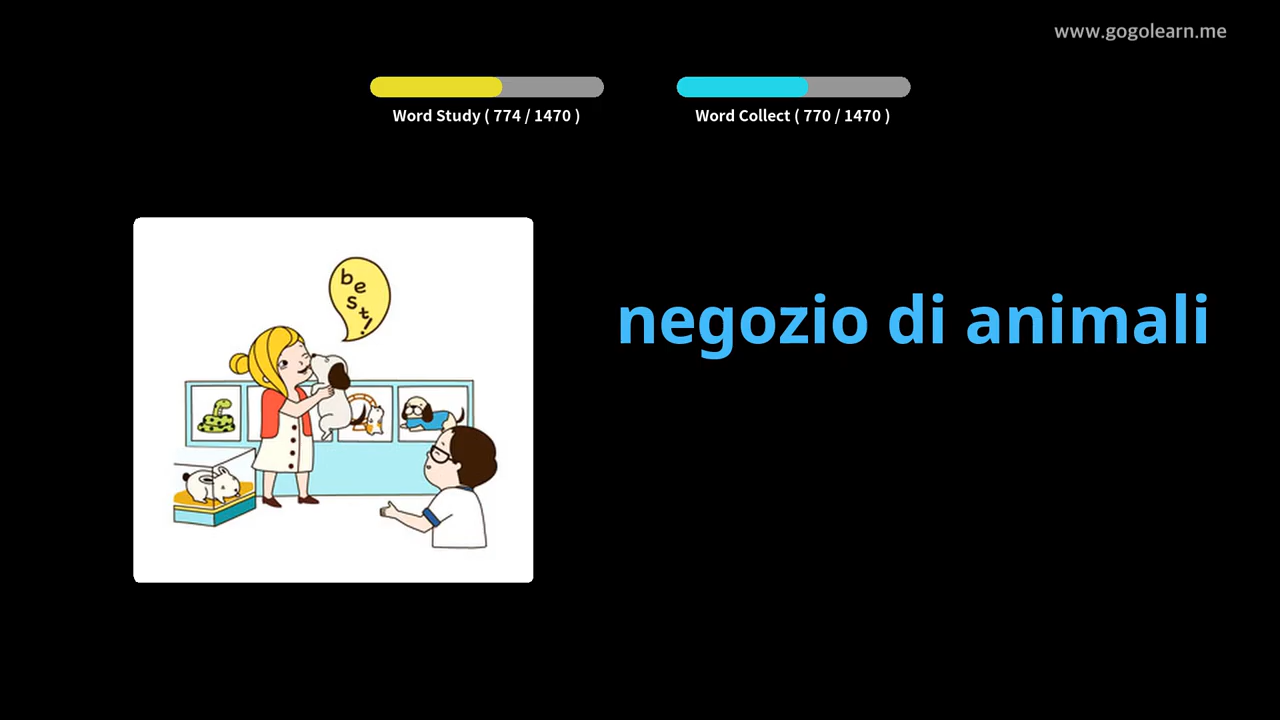 www.gogolearn.me
Word Study ( 774 / 1470 )
Word Collect ( 770 / 1470 )
best!
negozio di animali